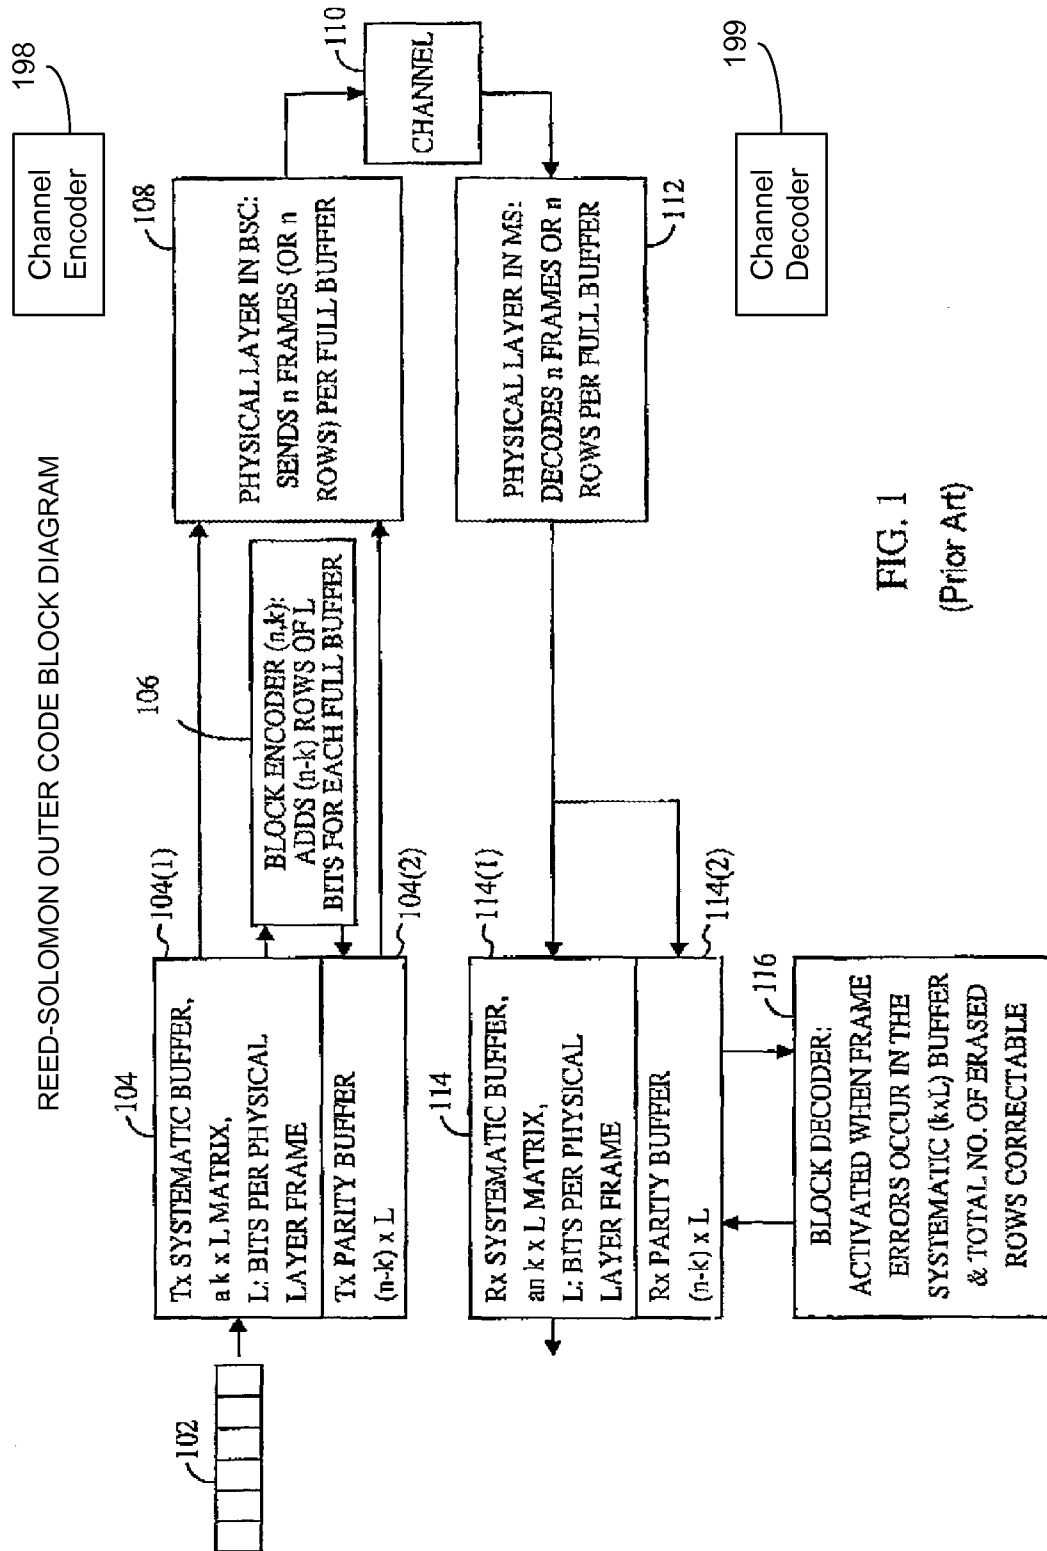 REED-SOLOMON OUTER CODE BLOCK DIAGRAM
102
104
104(1)
Tx SYSTEMATIC BUFFER,
a k x L MATRIX,
L: BITS PER PHYSICAL
LAYER FRAME
Tx PARITY BUFFER
(n-k) x L
104(2)
106
BLOCK ENCODER (n,k):
ADDS (n-k) ROWS OF L
BITS FOR EACH FULL BUFFER
108
PHYSICAL LAYER IN BSC:
SENDS n FRAMES (OR n
ROWS) PER FULL BUFFER
198
Channel
Encoder
110
CHANNEL
114
114(1)
Rx SYSTEMATIC BUFFER,
an k x L MATRIX,
L: BITS PER PHYSICAL
LAYER FRAME
Rx PARITY BUFFER
(n-k) x L
114(2)
PHYSICAL LAYER IN MS:
DECODES n FRAMES OR n
ROWS PER FULL BUFFER
112
116
BLOCK DECODER:
ACTIVATED WHEN FRAME
ERRORS OCCUR IN THE
SYSTEMATIC (kxL) BUFFER
& TOTAL NO. OF ERASED
ROWS CORRECTABLE
199
Channel
Decoder
FIG. 1
(Prior Art)